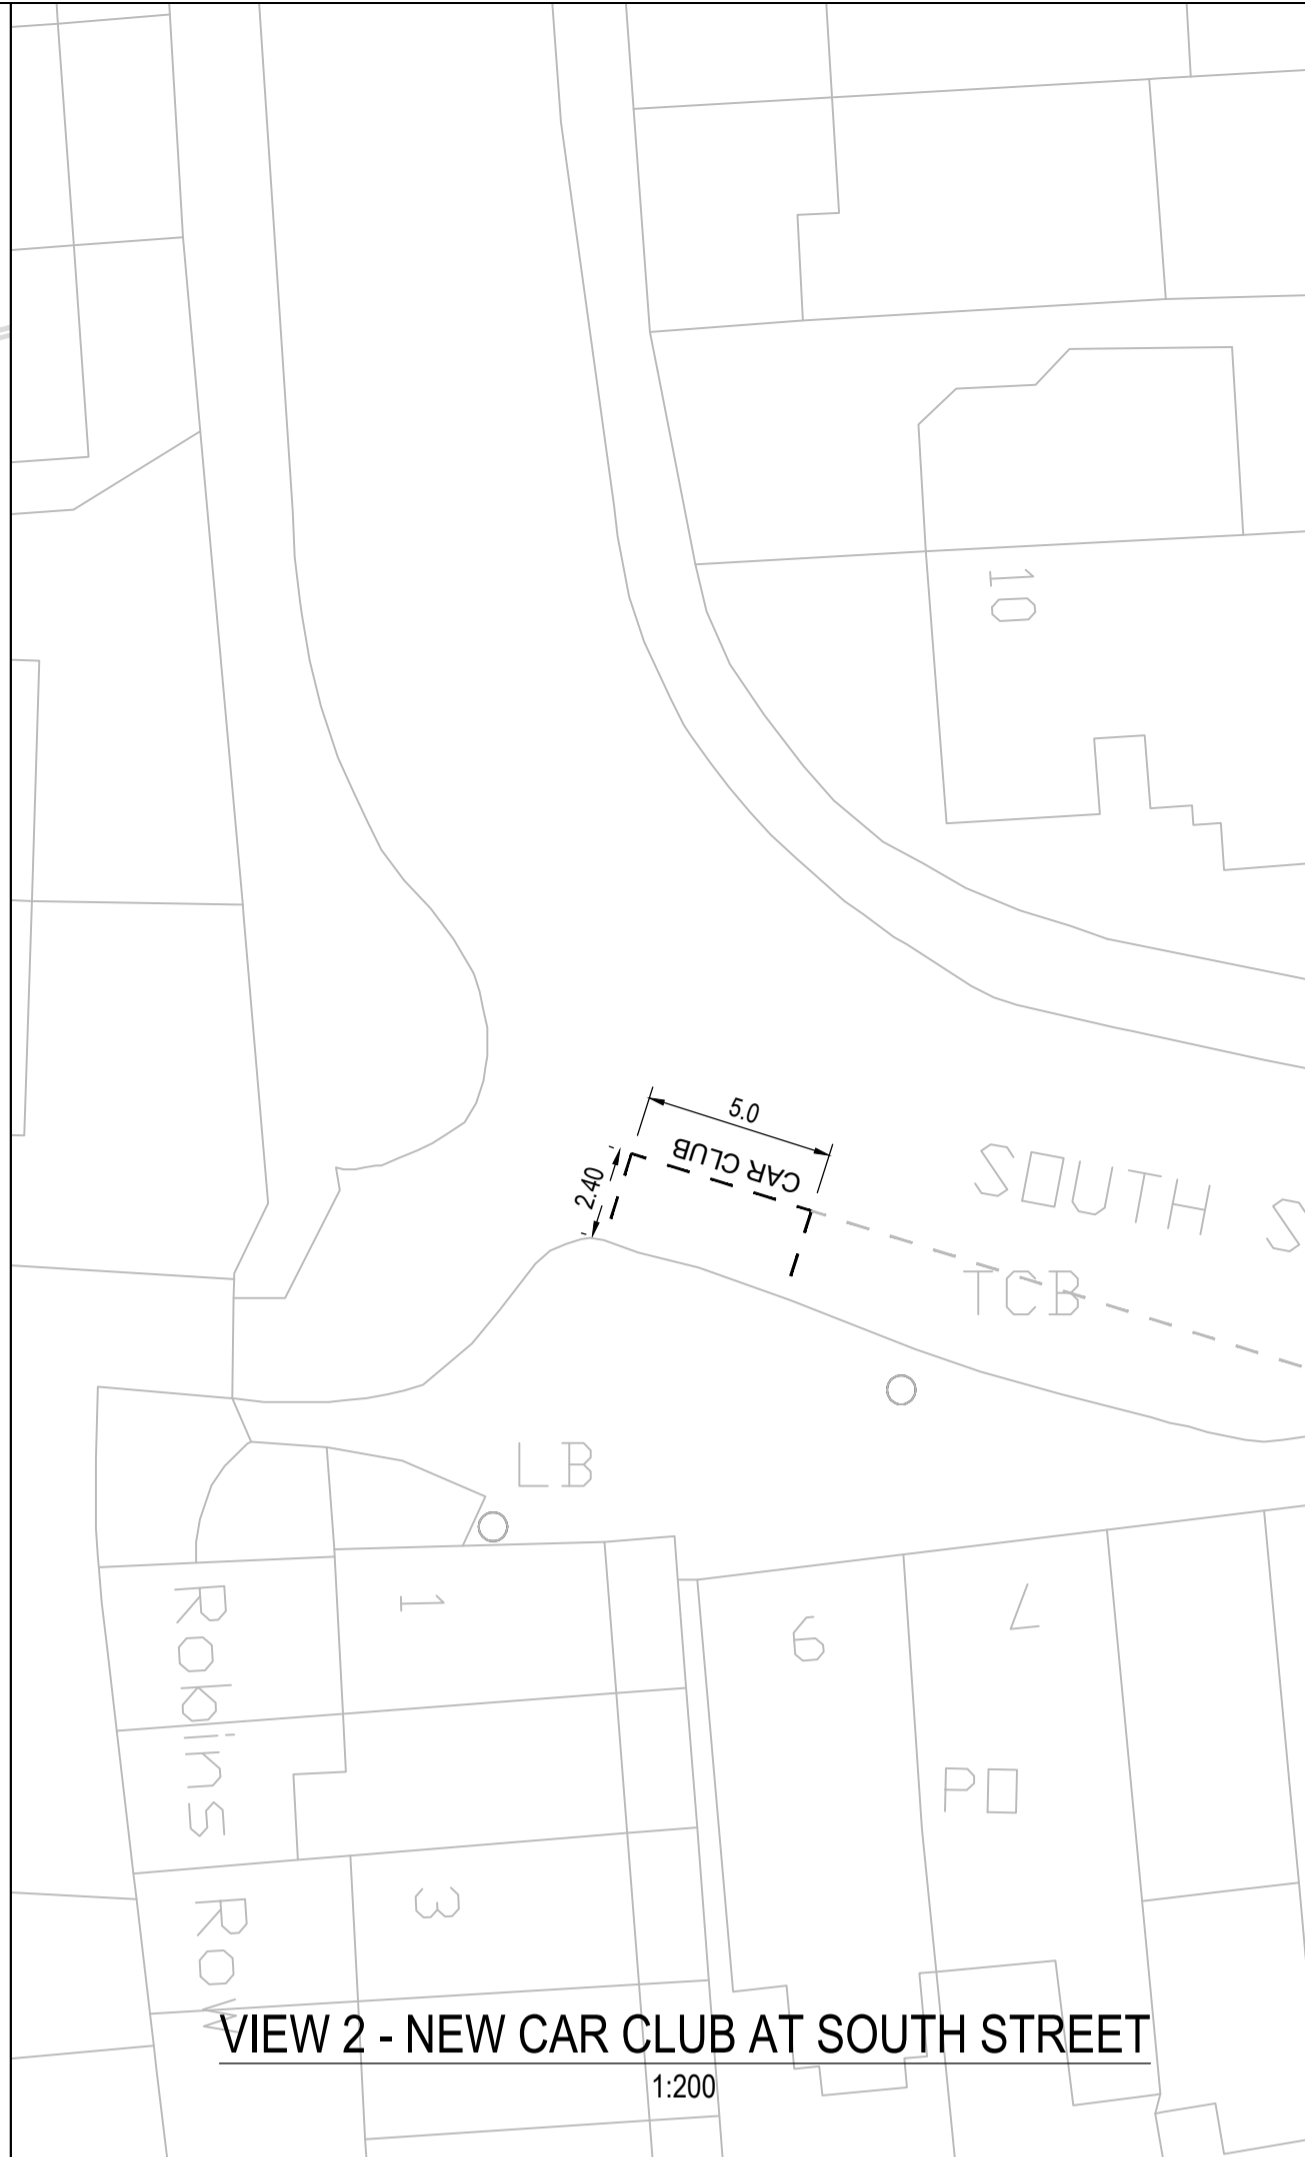 10
5.0
CAR CLUB
2.40
SOUTH S
TCB
LB
Robins Row
1
6
7
PO
3
VIEW 2 - NEW CAR CLUB AT SOUTH STREET
1:200